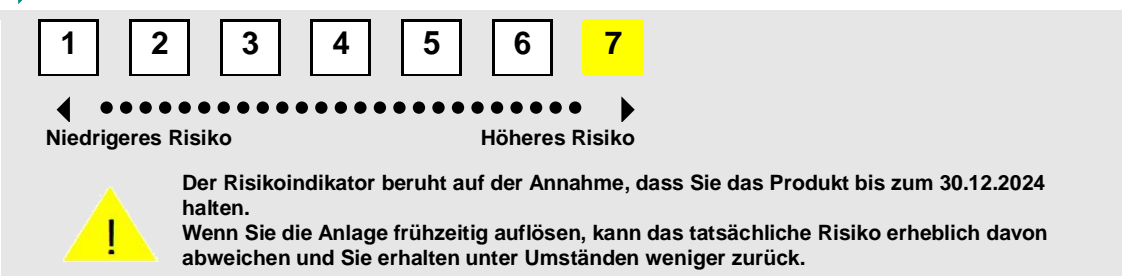 1 2 3 4 5 6 7
Niedrigeres Risiko Höheres Risiko
Der Risikoindikator beruht auf der Annahme, dass Sie das Produkt bis zum 30.12.2024
halten.
Wenn Sie die Anlage frühzeitig auflösen, kann das tatsächliche Risiko erheblich davon
! abweichen und Sie erhalten unter Umständen weniger zurück.